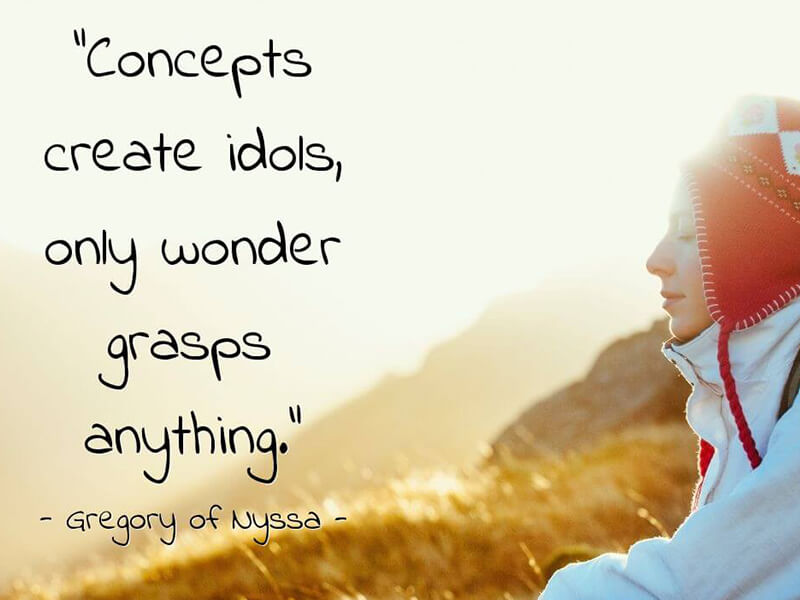 "Concepts
create idols,
only wonder
grasps
anything."
- Gregory of Nyssa -